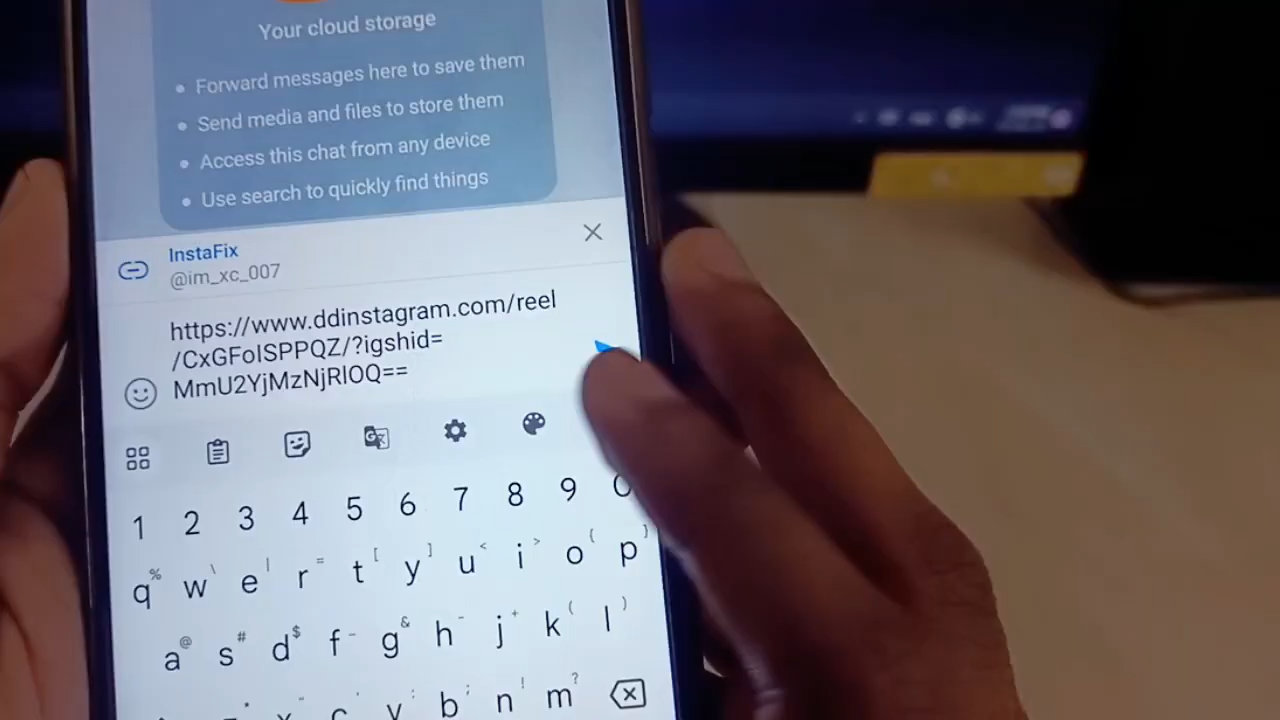 Your cloud storage
• Forward messages here to save them
• Send media and files to store them
• Access this chat from any device
• Use search to quickly find things
InstaFix
@im_xc_007
https://www.ddinstagram.com/reel
/CxGFoISPPQZ/?igshid=
MmU2YjMzNjRlOQ==
1 2 3 4 5 6 7 8 9 0
% \ | = [ ] < > { }
q w e r t y u i o p
@ # $ - & - + ( )
a s d f g h j k l
: ; ! ?
x c v b n m